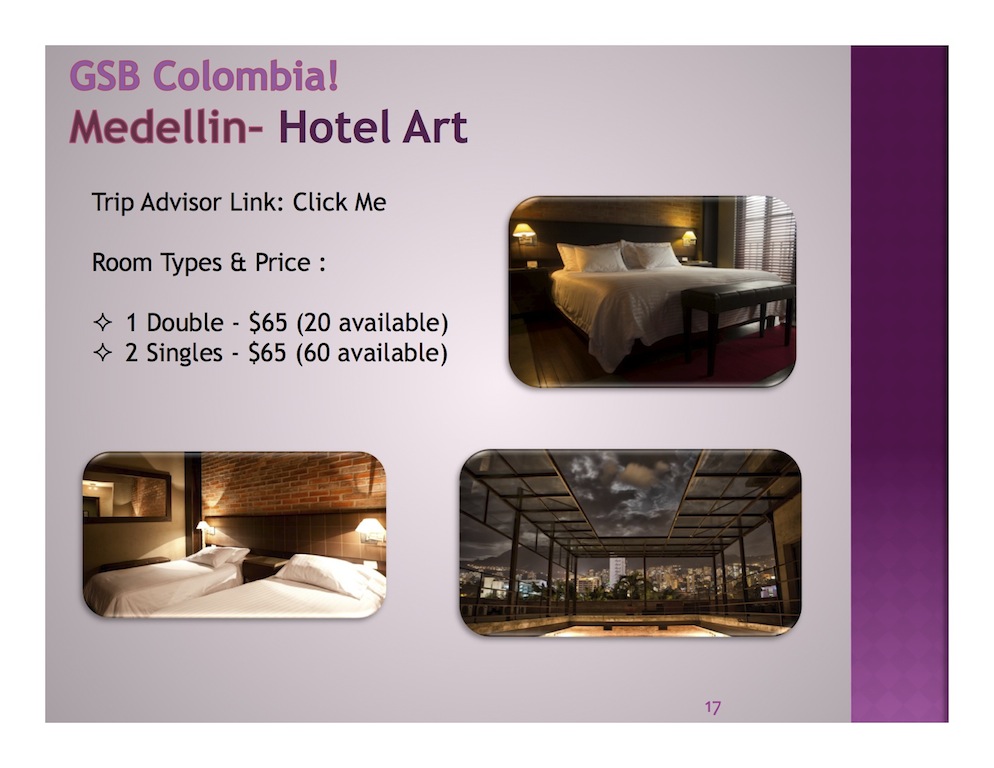 GSB Colombia!
Medellin- Hotel Art
Trip Advisor Link: Click Me
Room Types & Price :
✧ 1 Double - $65 (20 available)
✧ 2 Singles - $65 (60 available)
17